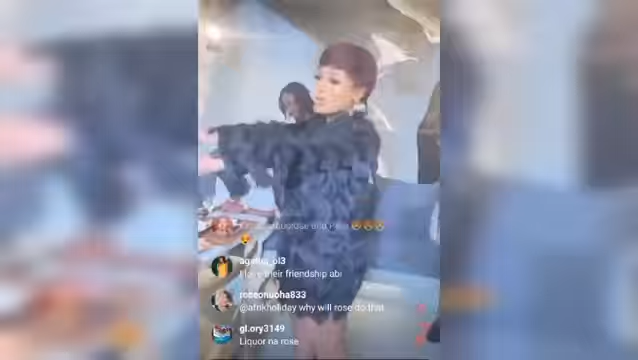 agatha_ol3
I love their friendship abi
roseonuoha833
@afrikholiday why will rose do that
gl.ory3149
Liquor na rose